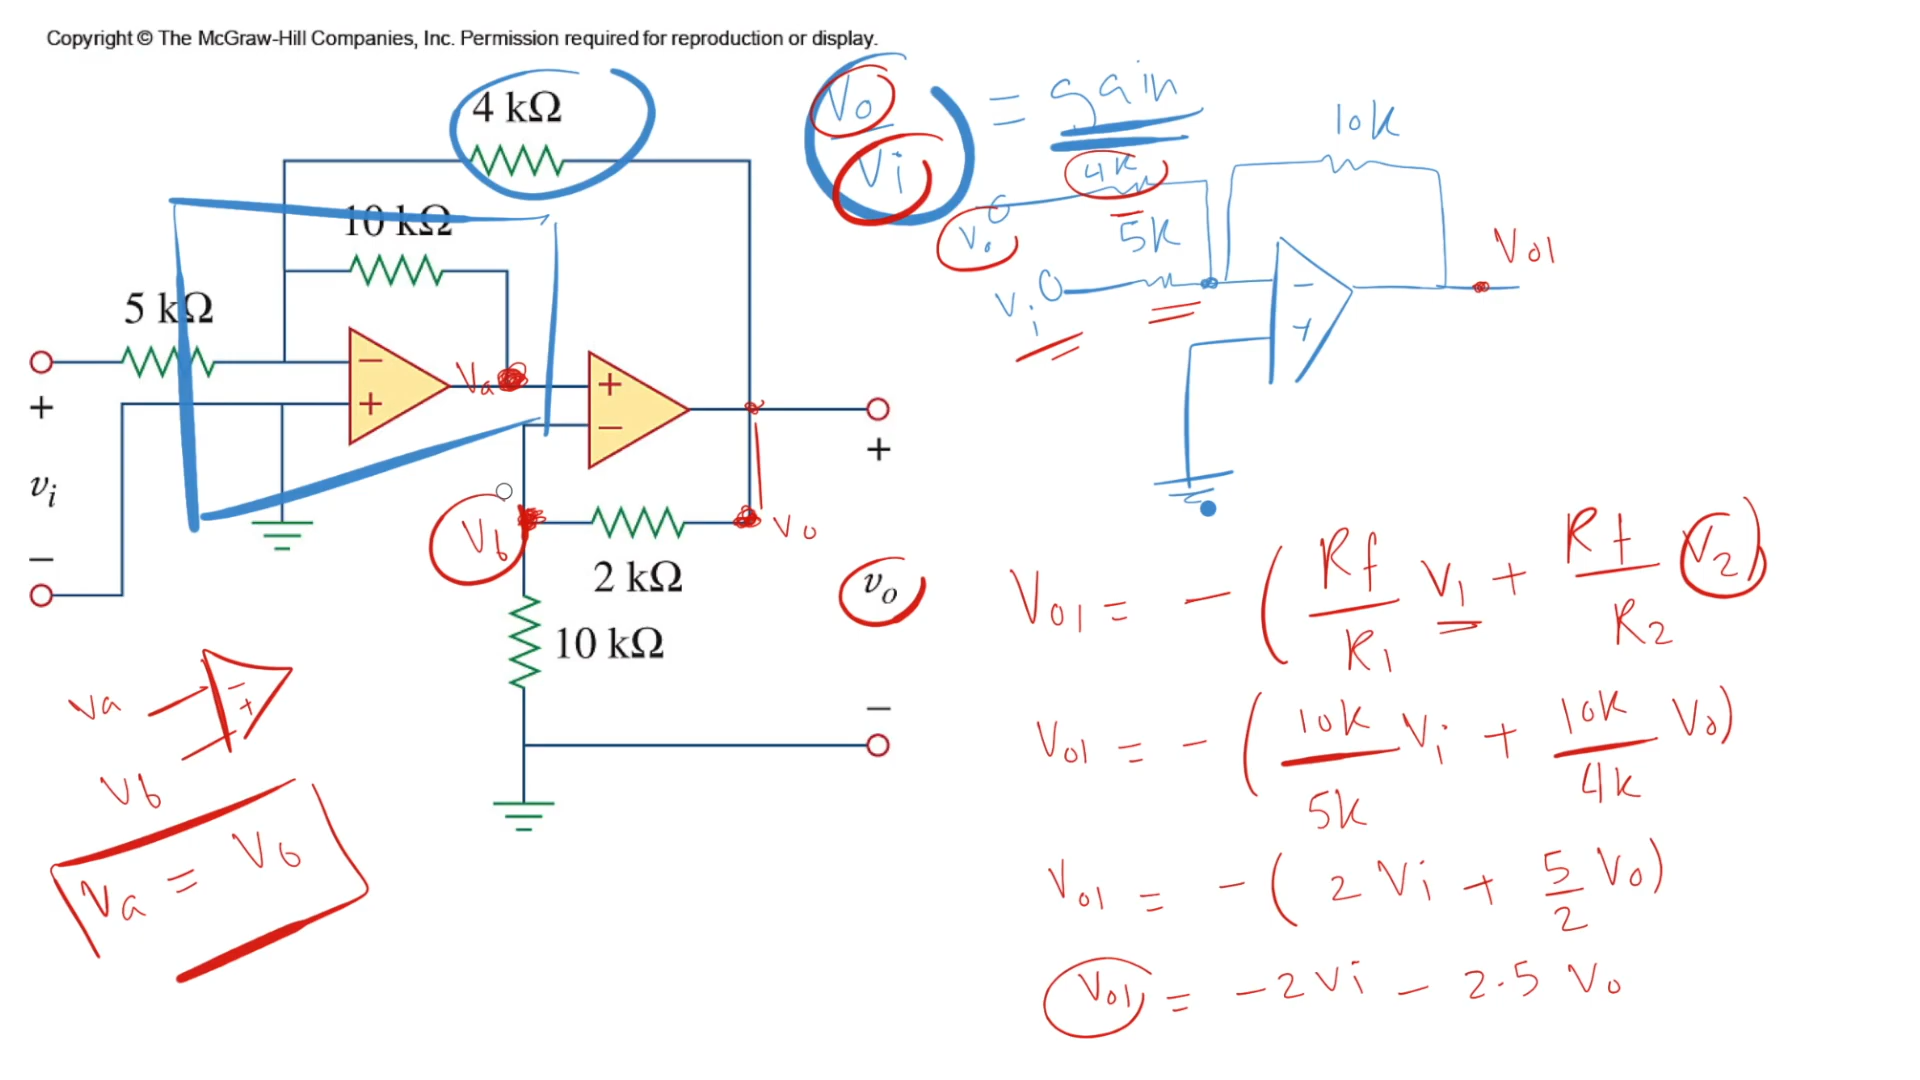 Copyright © The McGraw-Hill Companies, Inc. Permission required for reproduction or display.
4 kΩ
10 kΩ
5 kΩ
−
+
+
vi
−
Va
+
−
+
Vb
Vo
2 kΩ
10 kΩ
vo
−
Va
−
+
Vb
Va = Vb
Vo
Vi
= gain
10k
4k
Vo
5k
Vi
−
+
Vo1
Vo1 = − ( Rf/R1 V1 + Rf/R2 V2)
Vo1 = − ( 10k/5k Vi + 10k/4k Vo)
Vo1 = − ( 2 Vi + 5/2 Vo)
Vo1 = −2Vi − 2.5 Vo